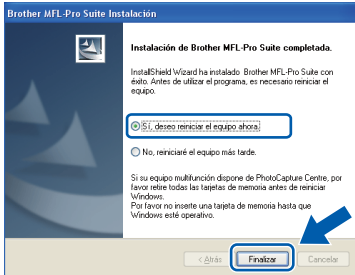 Brother MFL-Pro Suite Instalación
Instalación de Brother MFL-Pro Suite completada.
InstallShield Wizard ha instalado Brother MFL-Pro Suite con
éxito. Antes de utilizar el programa, es necesario reiniciar el
equipo.
Sí, deseo reiniciar el equipo ahora.
No, reiniciaré el equipo más tarde.
Si su equipo multifunción dispone de PhotoCapture Centre, por
favor retire todas las tarjetas de memoria antes de reiniciar
Windows.
Por favor no inserte una tarjeta de memoria hasta que
Windows esté operativo.
< Atrás
Finalizar
Cancelar